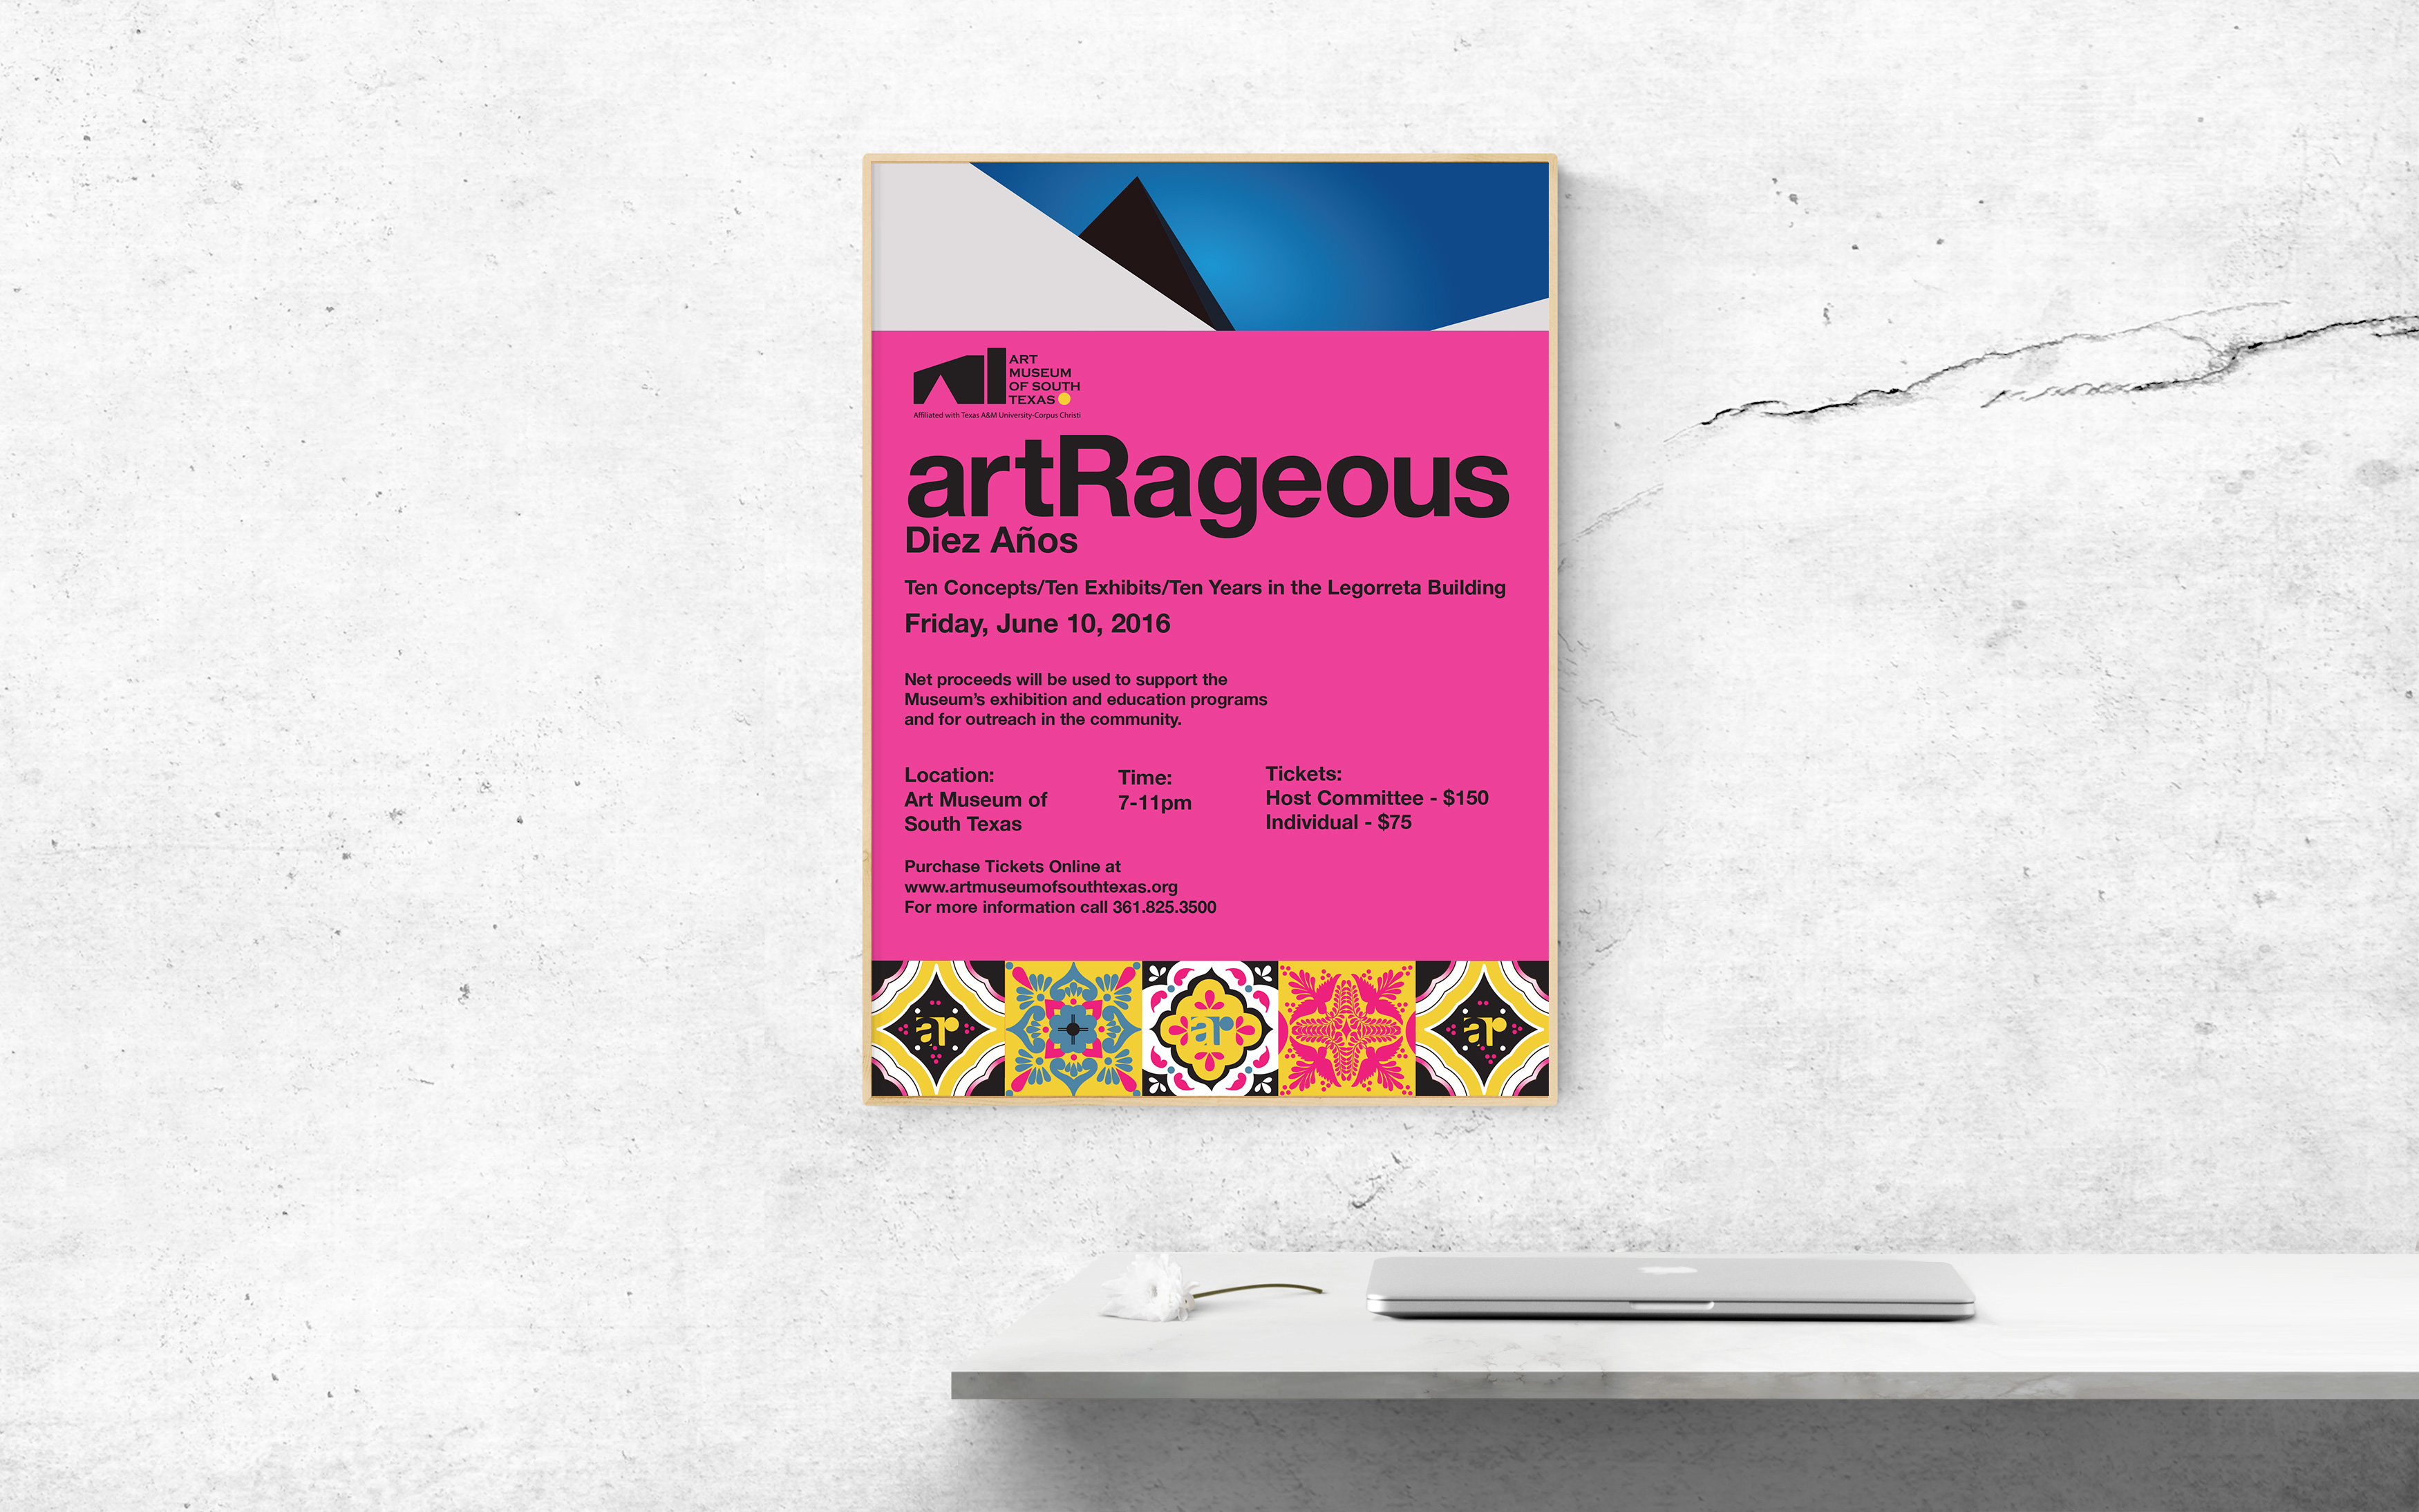 ART
MUSEUM
OF SOUTH
TEXAS
Affiliated with Texas A&M University-Corpus Christi
artRageous
Diez Años
Ten Concepts/Ten Exhibits/Ten Years in the Legorreta Building
Friday, June 10, 2016
Net proceeds will be used to support the
Museum's exhibition and education programs
and for outreach in the community.
Location:
Art Museum of
South Texas
Time:
7-11pm
Tickets:
Host Committee - $150
Individual - $75
Purchase Tickets Online at
www.artmuseumofsouthtexas.org
For more information call 361.825.3500
ar
ar
ar